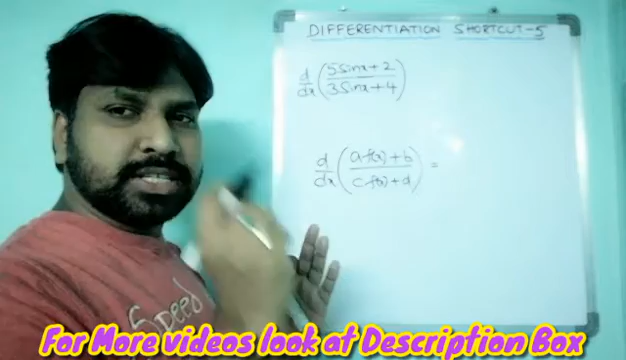 DIFFERENTIATION SHORTCUT-5
d/dx (5Sinx+2 / 3Sinx+4)
d/dx (a f(x) + b / c f(x) + d) =
Speed
For More videos look at Description Box